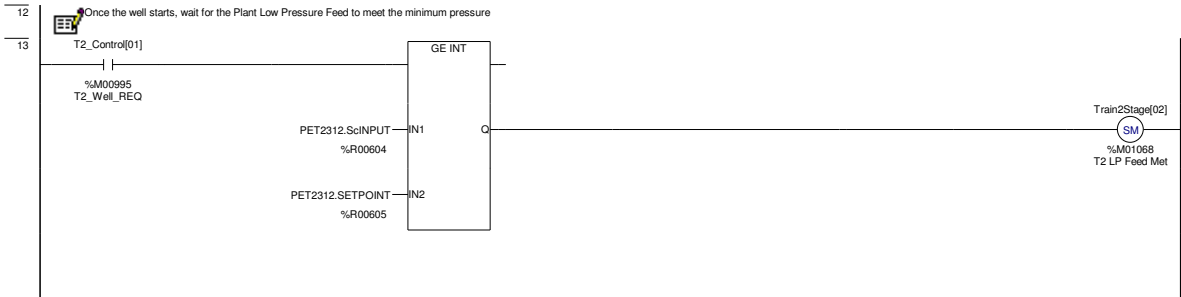 12
Once the well starts, wait for the Plant Low Pressure Feed to meet the minimum pressure
13
T2_Control[01]
GE INT
%M00995
T2_Well_REQ
Train2Stage[02]
PET2312.ScINPUT
IN1
Q
SM
%R00604
%M01068
T2 LP Feed Met
PET2312.SETPOINT
IN2
%R00605